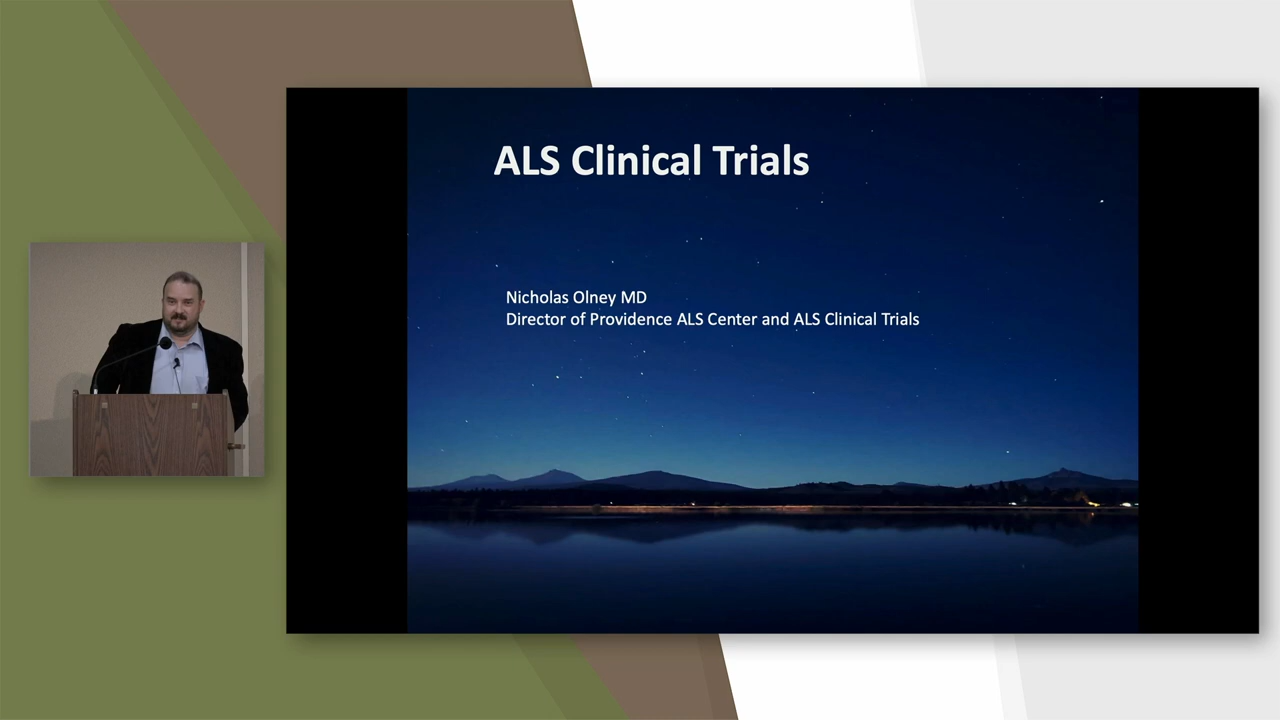 ALS Clinical Trials
Nicholas Olney MD
Director of Providence ALS Center and ALS Clinical Trials